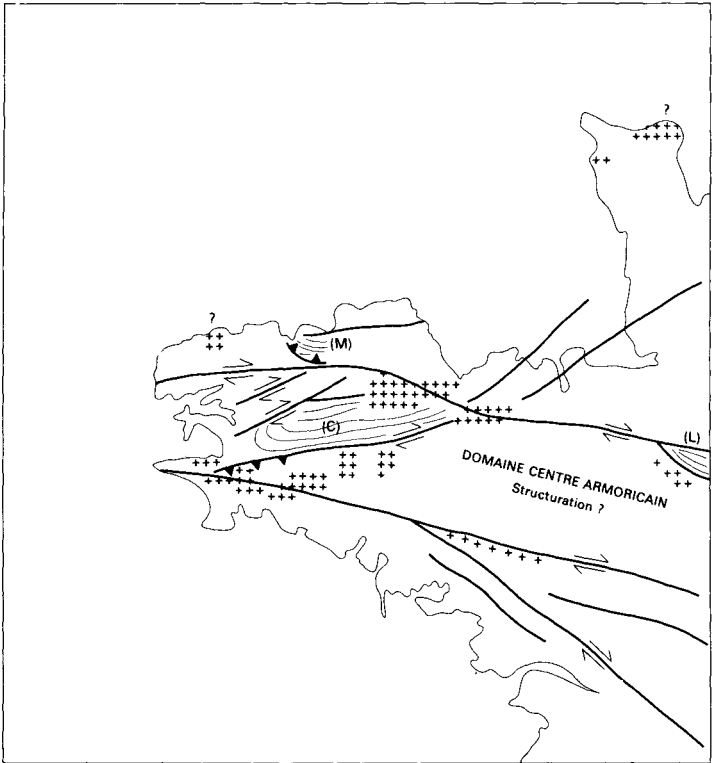 ?
?
(M)
(C)
(L)
DOMAINE CENTRE ARMORICAIN
Structuration ?